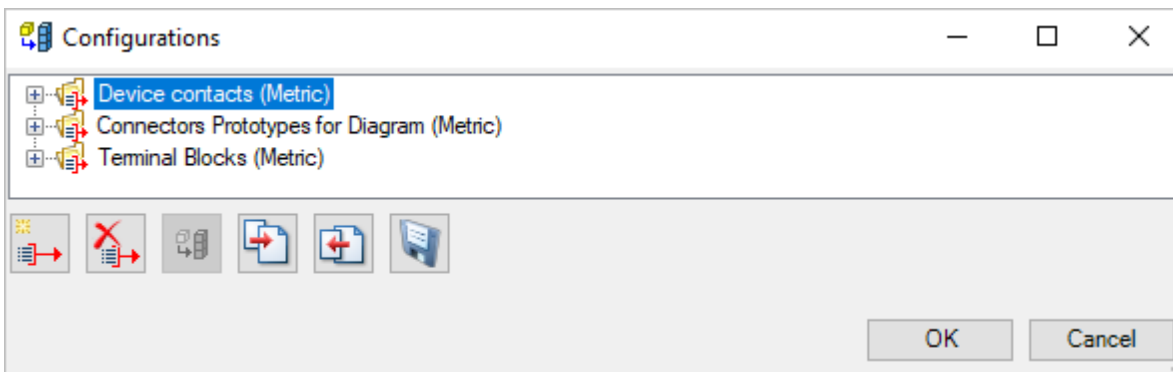 Configurations
Device contacts (Metric)
Connectors Prototypes for Diagram (Metric)
Terminal Blocks (Metric)
OK Cancel